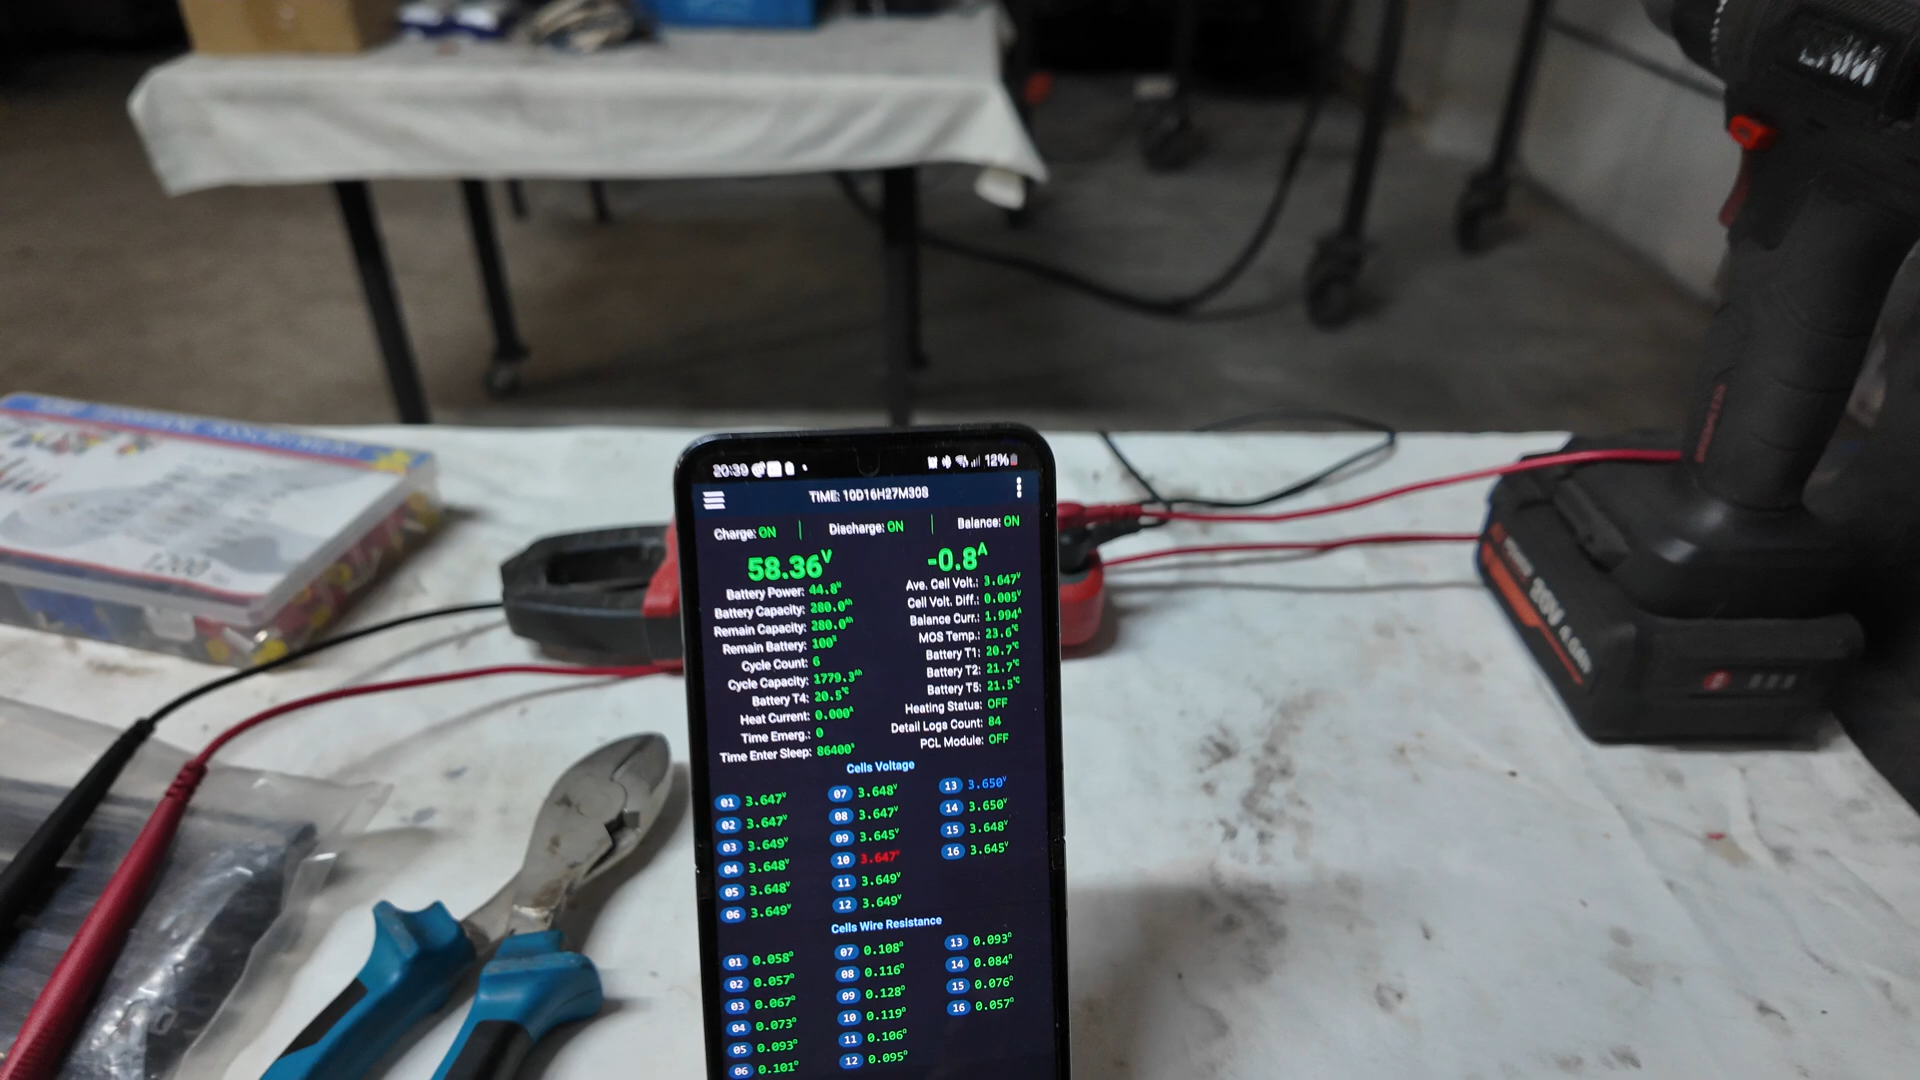 20:39 12%
TIME: 10D16H27M30S
Charge: ON Discharge: ON Balance: ON
58.36V -0.8A
Battery Power: 44.8W
Battery Capacity: 280.0Ah
Remain Capacity: 280.0Ah
Remain Battery: 100%
Cycle Count: 6
Cycle Capacity: 1779.3Ah
Battery T4: 20.5℃
Heat Current: 0.000A
Time Emerg.: 0
Time Enter Sleep: 86400s
Ave. Cell Volt.: 3.647V
Cell Volt. Diff.: 0.005V
Balance Curr.: 1.994A
MOS Temp.: 23.6℃
Battery T1: 20.7℃
Battery T2: 21.7℃
Battery T5: 21.5℃
Heating Status: OFF
Detail Logs Count: 84
PCL Module: OFF
Cells Voltage
01 3.647V
02 3.647V
03 3.649V
04 3.648V
05 3.648V
06 3.649V
07 3.648V
08 3.647V
09 3.645V
10 3.647V
11 3.649V
12 3.649V
13 3.650V
14 3.650V
15 3.648V
16 3.645V
Cells Wire Resistance
01 0.058Ω
02 0.057Ω
03 0.067Ω
04 0.073Ω
05 0.093Ω
06 0.101Ω
07 0.108Ω
08 0.116Ω
09 0.128Ω
10 0.119Ω
11 0.106Ω
12 0.095Ω
13 0.093Ω
14 0.084Ω
15 0.076Ω
16 0.057Ω
1200
20V 4.0Ah